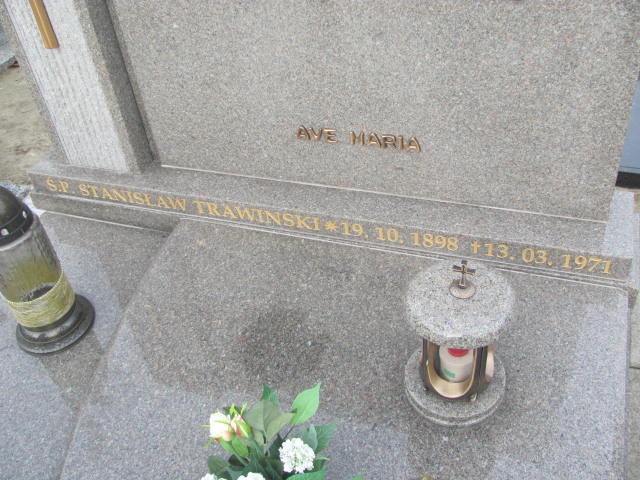 AVE MARIA
Ś.P. STANISŁAW TRAWIŃSKI *19. 10. 1898 †13. 03. 1971